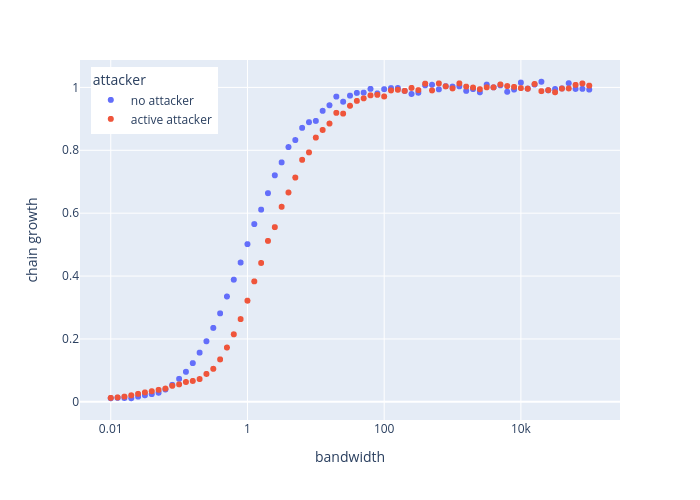 attacker
no attacker
active attacker
1
0.8
0.6
0.4
0.2
0
chain growth
0.01
1
100
10k
bandwidth